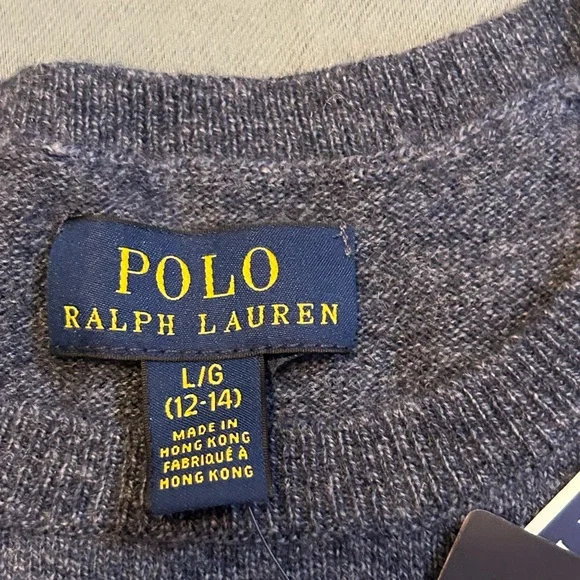 POLO
RALPH LAUREN
L/G
(12-14)
MADE IN
HONG KONG
FABRIQUÉ À
HONG KONG